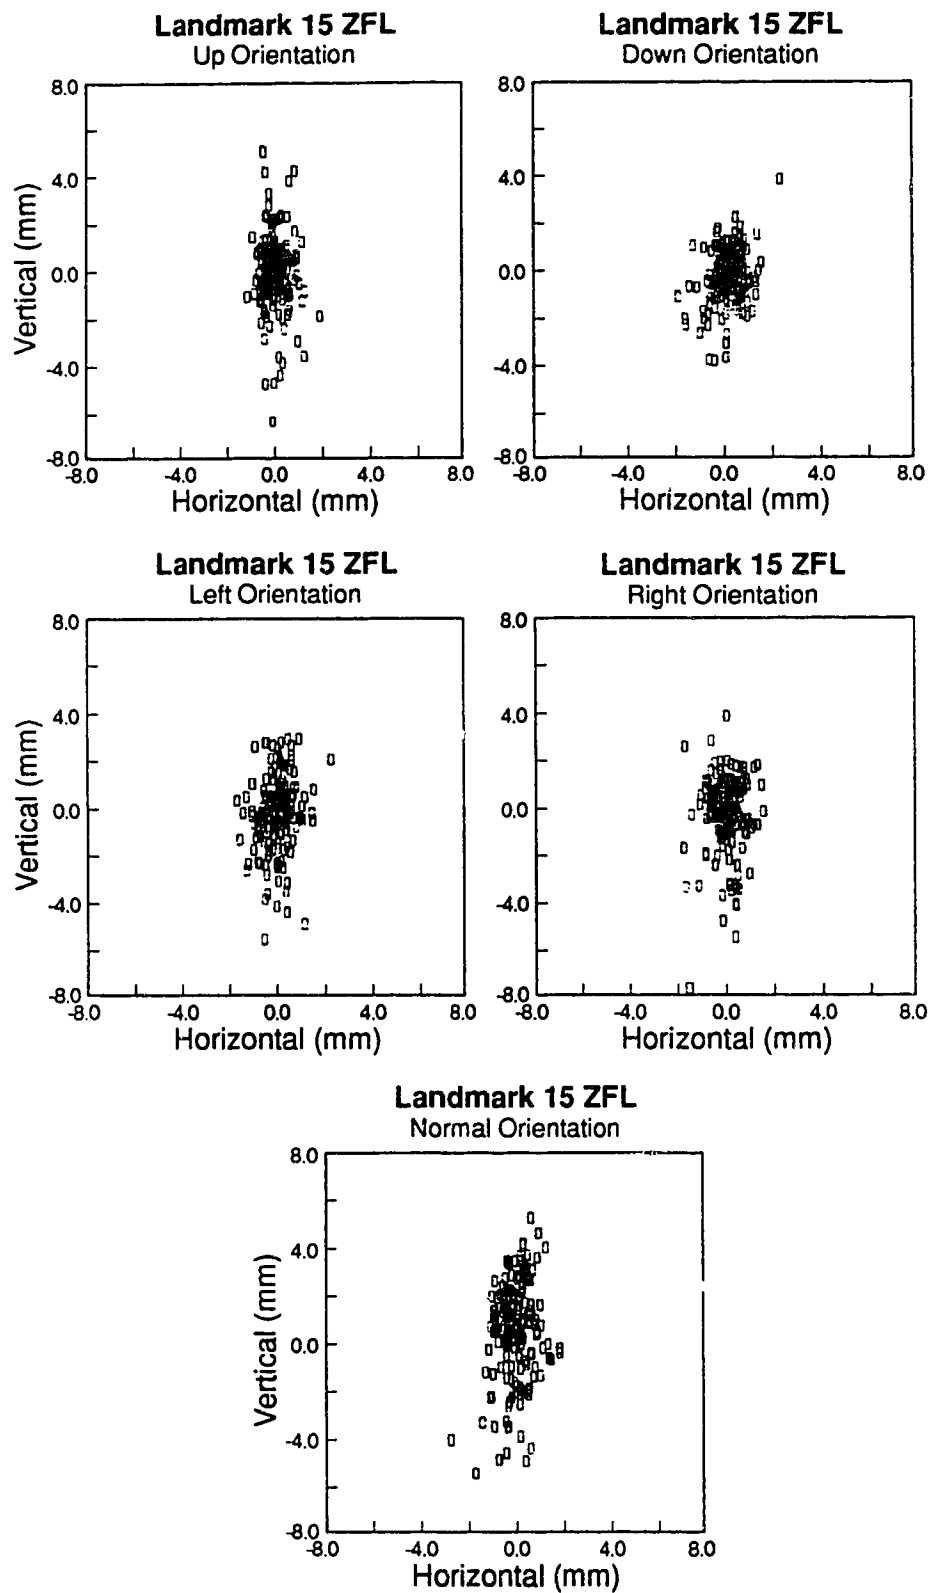 Landmark 15 ZFL
Up Orientation
8.0
4.0
0.0
-4.0
-8.0
Vertical (mm)
-8.0 -4.0 0.0 4.0 8.0
Horizontal (mm)
Landmark 15 ZFL
Down Orientation
8.0
4.0
0.0
-4.0
-8.0
-8.0 -4.0 0.0 4.0 8.0
Horizontal (mm)
Landmark 15 ZFL
Left Orientation
8.0
4.0
0.0
-4.0
-8.0
Vertical (mm)
-8.0 -4.0 0.0 4.0 8.0
Horizontal (mm)
Landmark 15 ZFL
Right Orientation
8.0
4.0
0.0
-4.0
-8.0
-8.0 -4.0 0.0 4.0 8.0
Horizontal (mm)
Landmark 15 ZFL
Normal Orientation
8.0
4.0
0.0
-4.0
-8.0
Vertical (mm)
-8.0 -4.0 0.0 4.0 8.0
Horizontal (mm)